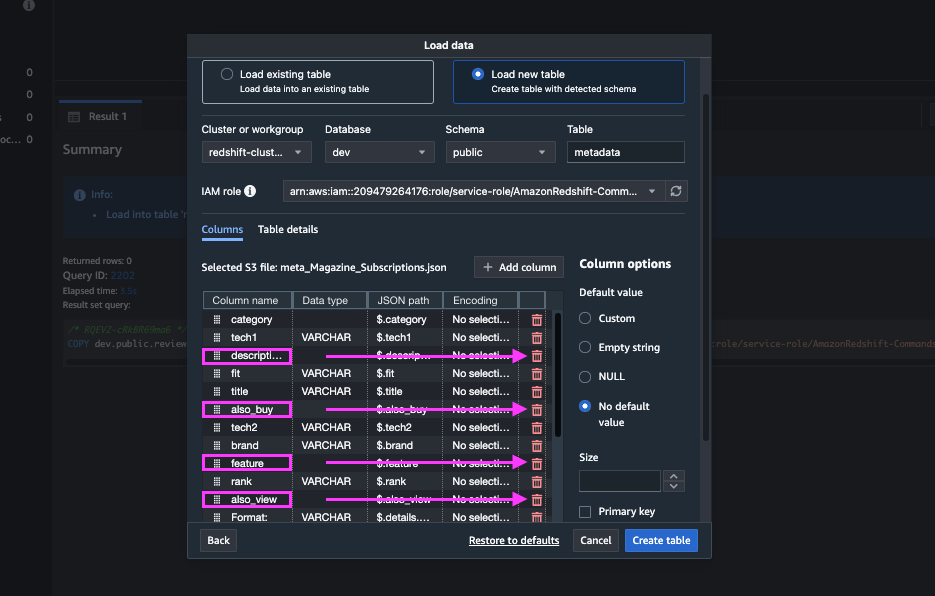 Load data
Load existing table
Load data into an existing table
Load new table
Create table with detected schema
Cluster or workgroup
Database
Schema
Table
redshift-clust...
dev
public
metadata
IAM role
arn:aws:iam::209479264176:role/service-role/AmazonRedshift-Comm...
Columns
Table details
Selected S3 file: meta_Magazine_Subscriptions.json
+ Add column
Column name Data type JSON path Encoding
category $.category No selecti...
tech1 VARCHAR $.tech1 No selecti...
descripti... $.descrip... No selecti...
fit VARCHAR $.fit No selecti...
title VARCHAR $.title No selecti...
also_buy $.also_buy No selecti...
tech2 VARCHAR $.tech2 No selecti...
brand VARCHAR $.brand No selecti...
feature $.feature No selecti...
rank VARCHAR $.rank No selecti...
also_view $.also_view No selecti...
Format: VARCHAR $.details.... No selecti...
Column options
Default value
Custom
Empty string
NULL
No default
value
Size
Primary key
Back
Restore to defaults
Cancel
Create table
0
0
s 0
oc... 0
Result 1
Summary
Info:
Load into table 'r
Returned rows: 0
Query ID: 2202
Elapsed time: 3.5s
Result set query:
COPY dev.public.review
role/service-role/AmazonRedshift-Commands